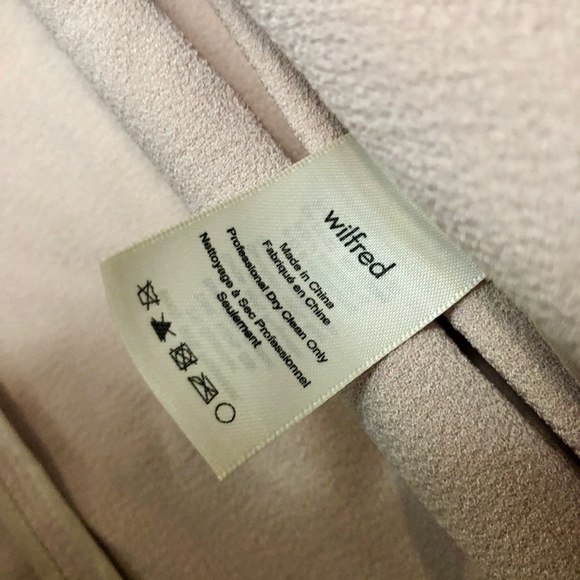 wilfred
Made in China
Fabriqué en Chine
Professional Dry Clean Only
Nettoyage à Sec Professionnel
Seulement